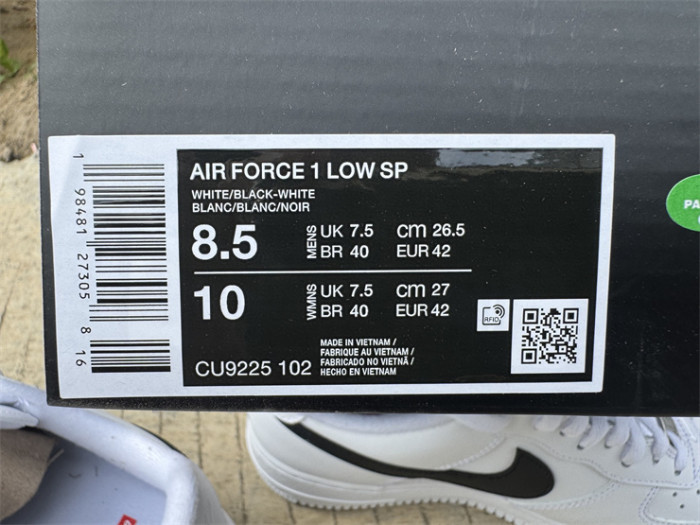 AIR FORCE 1 LOW SP
WHITE/BLACK-WHITE
BLANC/BLANC/NOIR
8.5 MENS UK 7.5 cm 26.5
BR 40 EUR 42
10 WMNS UK 7.5 cm 27
BR 40 EUR 42
RFID
CU9225 102
MADE IN VIETNAM /
FABRIQUE AU VIETNAM /
FABRICADO NO VIETNÃ /
HECHO EN VIETNAM
1 98481 27305 8 16
PA